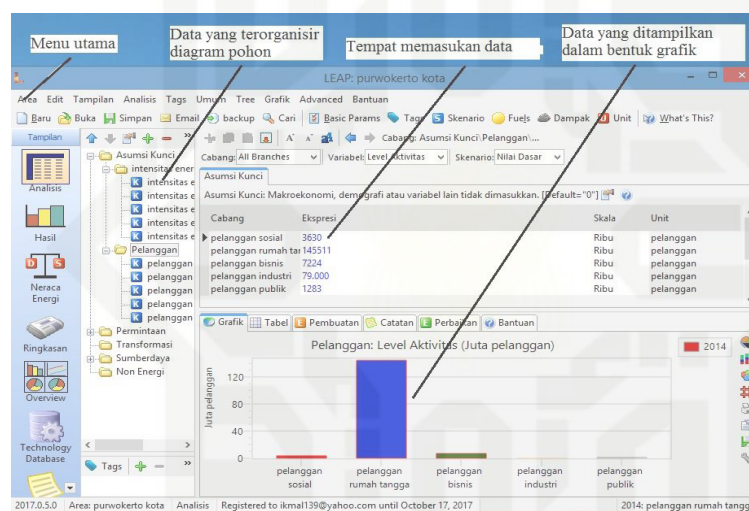 Menu utama
Data yang terorganisir
diagram pohon
Tempat memasukan data
Data yang ditampilkan
dalam bentuk grafik
LEAP: purwokerto kota
Area Edit Tampilan Analisis Tags Umum Tree Grafik Advanced Bantuan
Baru Buka Simpan Email backup Cari Basic Params Tags Skenario Fuels Dampak Unit What's This?
Tampilan
Cabang: Asumsi Kunci\Pelanggan\...
Cabang: All Branches Variabel: Level Aktivitas Skenario: Nilai Dasar
Asumsi Kunci
Asumsi Kunci: Makroekonomi, demografi atau variabel lain tidak dimasukkan. [Default="0"]
Cabang Ekspresi Skala Unit
pelanggan sosial 3630 Ribu pelanggan
pelanggan rumah tan 145511 Ribu pelanggan
pelanggan bisnis 7224 Ribu pelanggan
pelanggan industri 79.000 Ribu pelanggan
pelanggan publik 1283 Ribu pelanggan
Analisis
Hasil
Neraca
Energi
Ringkasan
Overview
Technology
Database
Asumsi Kunci
intensitas ener
intensitas e
intensitas e
intensitas e
intensitas e
intensitas e
Pelanggan
pelanggan
pelanggan
pelanggan
pelanggan
pelanggan
Permintaan
Transformasi
Sumberdaya
Non Energi
Tags
Grafik Tabel Pembuatan Catatan Perbaikan Bantuan
Pelanggan: Level Aktivitas (Juta pelanggan)
2014
Juta pelanggan
120
80
40
0
pelanggan
sosial
pelanggan
rumah tangga
pelanggan
bisnis
pelanggan
industri
pelanggan
publik
2017.0.5.0 Area: purwokerto kota Analisis Registered to ikmal139@yahoo.com until October 17, 2017 2014: pelanggan rumah tangg